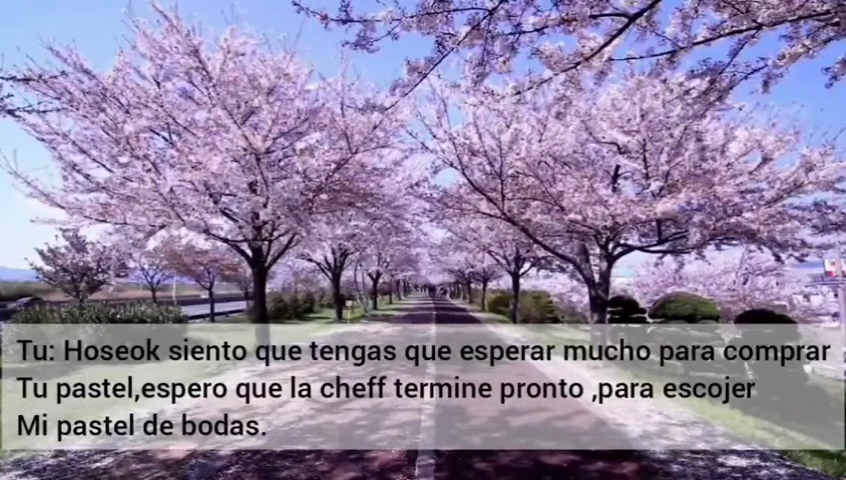 Tu: Hoseok siento que tengas que esperar mucho para comprar
Tu pastel,espero que la cheff termine pronto ,para escojer
Mi pastel de bodas.